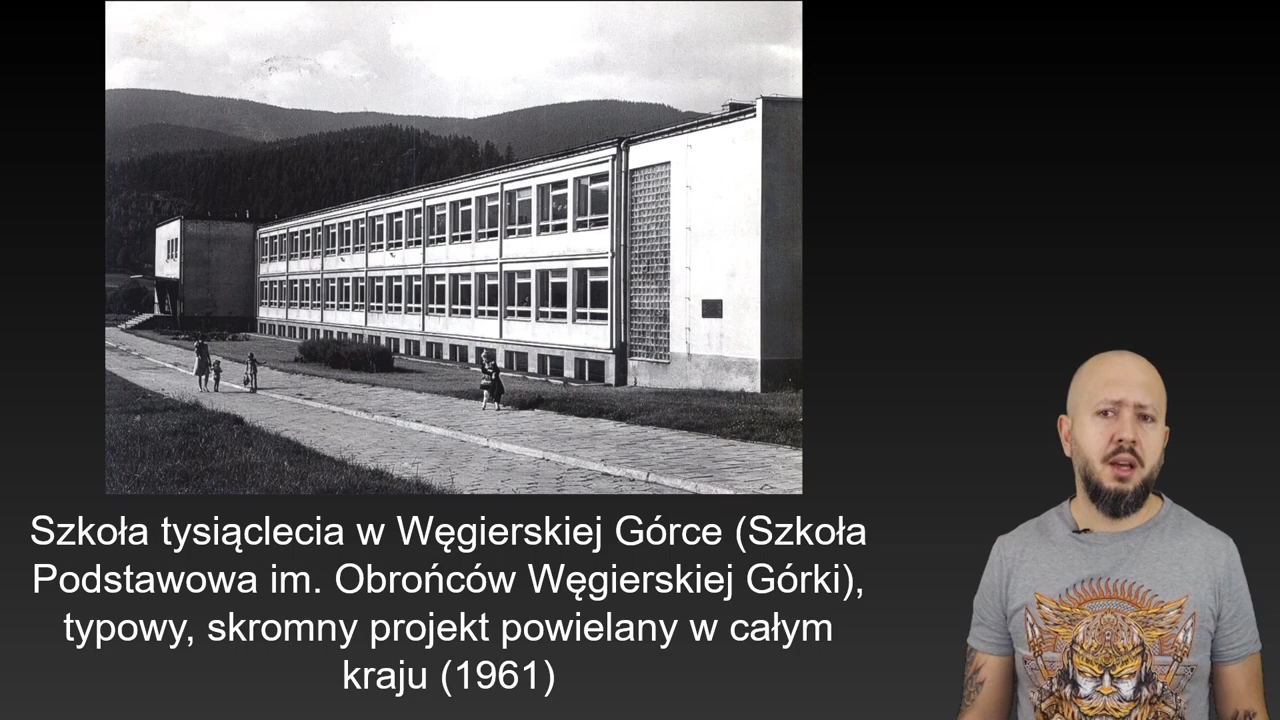 Szkoła tysiąclecia w Węgierskiej Górce (Szkoła
Podstawowa im. Obrońców Węgierskiej Górki),
typowy, skromny projekt powielany w całym
kraju (1961)